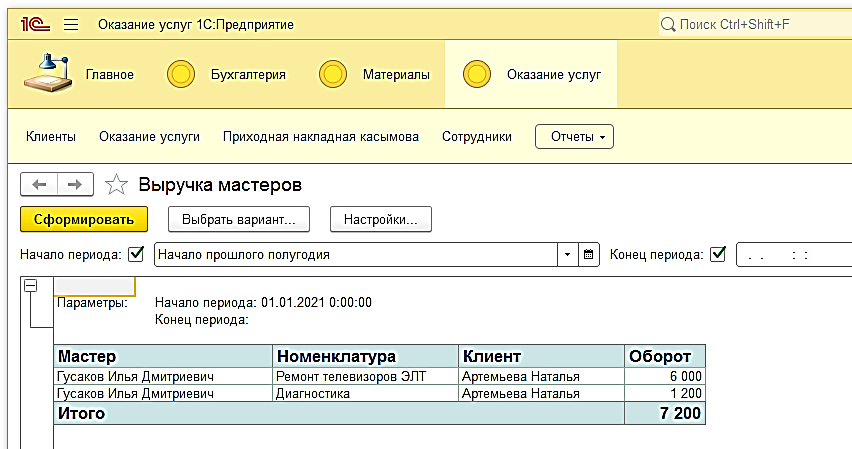 1С Оказание услуг 1С:Предприятие Поиск Ctrl+Shift+F
Главное Бухгалтерия Материалы Оказание услуг
Клиенты Оказание услуги Приходная накладная касымова Сотрудники Отчеты
Выручка мастеров
Сформировать Выбрать вариант... Настройки...
Начало периода: Начало прошлого полугодия Конец периода: . . : :
Параметры: Начало периода: 01.01.2021 0:00:00
Конец периода:
Мастер Номенклатура Клиент Оборот
Гусаков Илья Дмитриевич Ремонт телевизоров ЭЛТ Артемьева Наталья 6 000
Гусаков Илья Дмитриевич Диагностика Артемьева Наталья 1 200
Итого 7 200